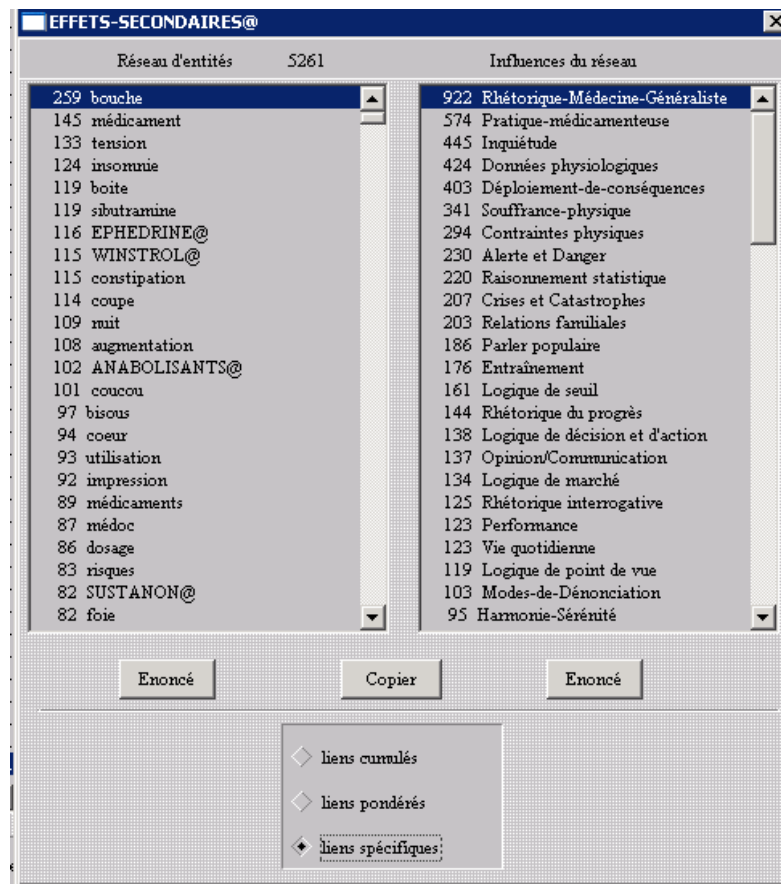 EFFETS-SECONDAIRES@
Réseau d'entités 5261
259 bouche
145 médicament
133 tension
124 insomnie
119 boite
119 sibutramine
116 EPHEDRINE@
115 WINSTROL@
115 constipation
114 coupe
109 nuit
108 augmentation
102 ANABOLISANTS@
101 coucou
97 bisous
94 coeur
93 utilisation
92 impression
89 médicaments
87 médoc
86 dosage
83 risques
82 SUSTANON@
82 foie
Enoncé
Influences du réseau
922 Rhétorique-Médecine-Généraliste
574 Pratique-médicamenteuse
445 Inquiétude
424 Données physiologiques
403 Déploiement-de-conséquences
341 Souffrance-physique
294 Contraintes physiques
230 Alerte et Danger
220 Raisonnement statistique
207 Crises et Catastrophes
203 Relations familiales
186 Parler populaire
176 Entraînement
161 Logique de seuil
144 Rhétorique du progrès
138 Logique de décision et d'action
137 Opinion/Communication
134 Logique de marché
125 Rhétorique interrogative
123 Performance
123 Vie quotidienne
119 Logique de point de vue
103 Modes-de-Dénonciation
95 Harmonie-Sérénité
Copier
Enoncé
liens cumulés
liens pondérés
liens spécifiques